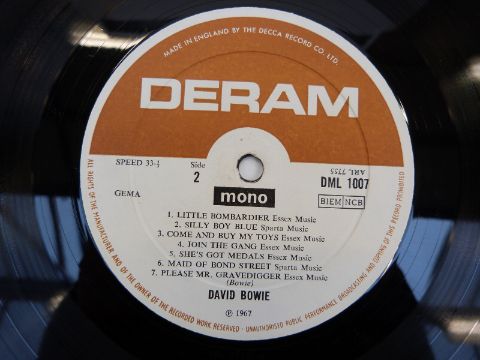 MADE IN ENGLAND BY THE DECCA RECORD CO. LTD.
DERAM
SPEED 33⅓ Side DML 1007 ARL 7755
2
GEMA mono BIEM NCB
1. LITTLE BOMBARDIER Essex Music
2. SILLY BOY BLUE Sparta Music
3. COME AND BUY MY TOYS Essex Music
4. JOIN THE GANG Essex Music
5. SHE'S GOT MEDALS Essex Music
6. MAID OF BOND STREET Sparta Music
7. PLEASE MR. GRAVEDIGGER Essex Music
(Bowie)
DAVID BOWIE
℗ 1967
ALL RIGHTS OF THE MANUFACTURER AND OF THE OWNER OF THE RECORDED WORK RESERVED · UNAUTHORISED PUBLIC PERFORMANCE BROADCASTING AND COPYING OF THIS RECORD PROHIBITED